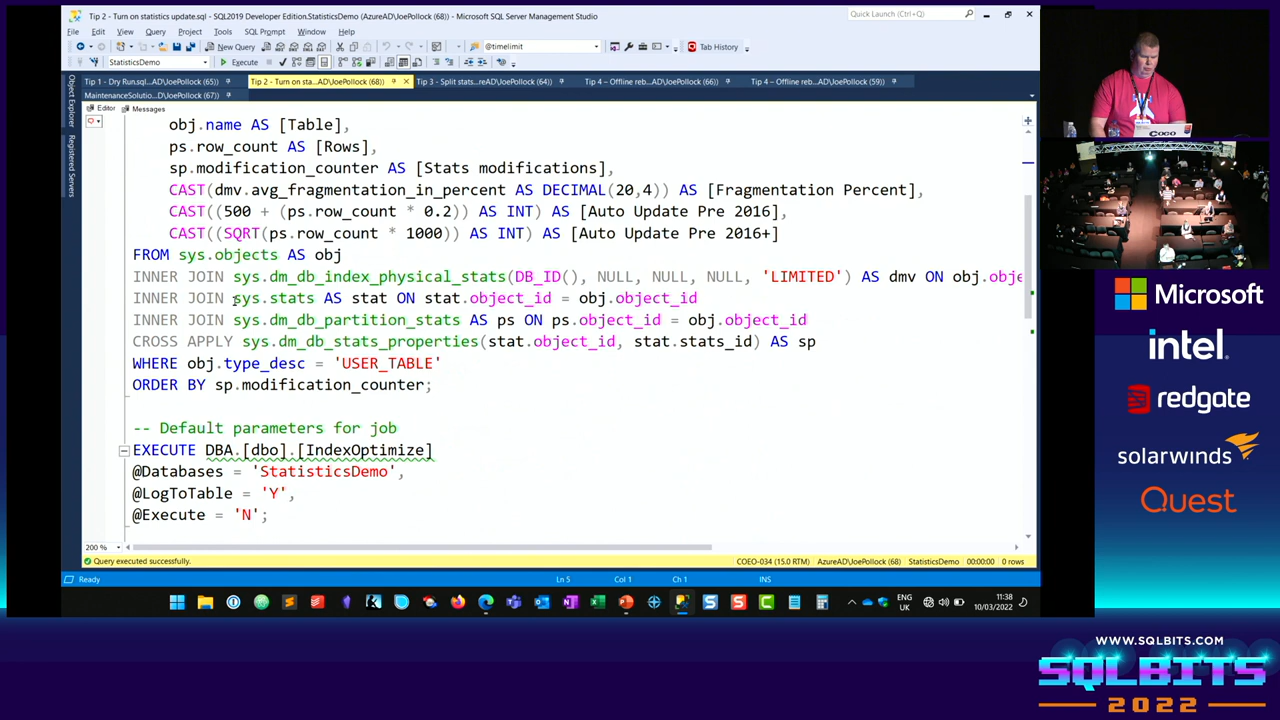 Tip 2 - Turn on statistics update.sql - SQL2019 Developer Edition.StatisticsDemo (AzureAD\JoePollock (68)) - Microsoft SQL Server Management Studio
Quick Launch (Ctrl+Q)
File Edit View Query Project Tools SQL Prompt Window Help
New Query @timelimit Tab History
StatisticsDemo Execute
Tip 1 - Dry Run.sql...AD\JoePollock (65)) Tip 2 - Turn on sta...AD\JoePollock (68)) Tip 3 - Split stats...reAD\JoePollock (64)) Tip 4 – Offline reb...AD\JoePollock (66)) Tip 4 – Offline reb...AD\JoePollock (59))
MaintenanceSolutio...D\JoePollock (67))
Editor Messages
Object Explorer
Registered Servers
obj.name AS [Table],
ps.row_count AS [Rows],
sp.modification_counter AS [Stats modifications],
CAST(dmv.avg_fragmentation_in_percent AS DECIMAL(20,4)) AS [Fragmentation Percent],
CAST((500 + (ps.row_count * 0.2)) AS INT) AS [Auto Update Pre 2016],
CAST((SQRT(ps.row_count * 1000)) AS INT) AS [Auto Update Pre 2016+]
FROM sys.objects AS obj
INNER JOIN sys.dm_db_index_physical_stats(DB_ID(), NULL, NULL, NULL, 'LIMITED') AS dmv ON obj.obje
INNER JOIN sys.stats AS stat ON stat.object_id = obj.object_id
INNER JOIN sys.dm_db_partition_stats AS ps ON ps.object_id = obj.object_id
CROSS APPLY sys.dm_db_stats_properties(stat.object_id, stat.stats_id) AS sp
WHERE obj.type_desc = 'USER_TABLE'
ORDER BY sp.modification_counter;
-- Default parameters for job
EXECUTE DBA.[dbo].[IndexOptimize]
@Databases = 'StatisticsDemo',
@LogToTable = 'Y',
@Execute = 'N';
200 %
Query executed successfully. COEO-034 (15.0 RTM) AzureAD\JoePollock (68) StatisticsDemo 00:00:00 0 rows
Ready Ln 5 Col 1 Ch 1 INS
ENG
UK
11:38
10/03/2022
Coeo
Microsoft
intel.
redgate
solarwinds
Quest
WWW.SQLBITS.COM
SQLBITS
2022